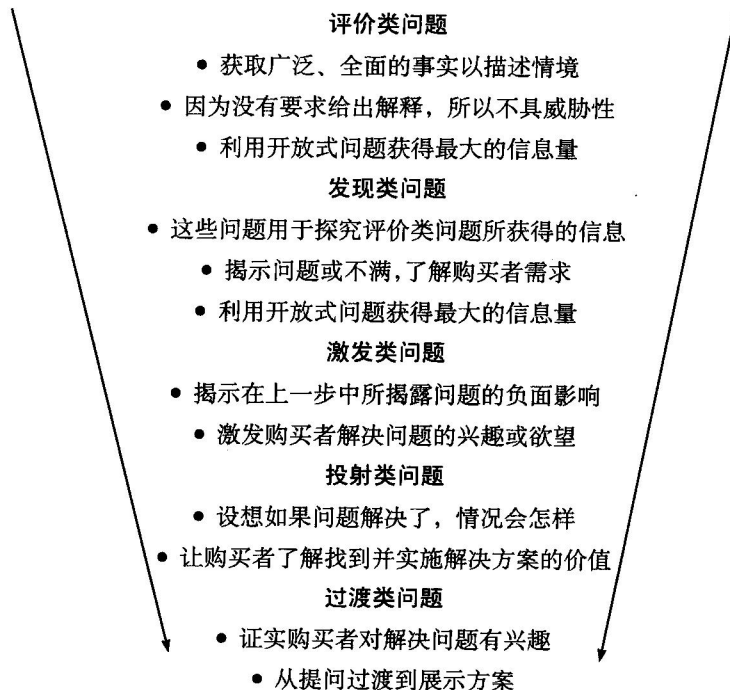 评价类问题
● 获取广泛、全面的事实以描述情境
● 因为没有要求给出解释，所以不具威胁性
● 利用开放式问题获得最大的信息量
发现类问题
● 这些问题用于探究评价类问题所获得的信息
● 揭示问题或不满，了解购买者需求
● 利用开放式问题获得最大的信息量
激发类问题
● 揭示在上一步中所揭露问题的负面影响
● 激发购买者解决问题的兴趣或欲望
投射类问题
● 设想如果问题解决了，情况会怎样
● 让购买者了解找到并实施解决方案的价值
过渡类问题
● 证实购买者对解决问题有兴趣
● 从提问过渡到展示方案